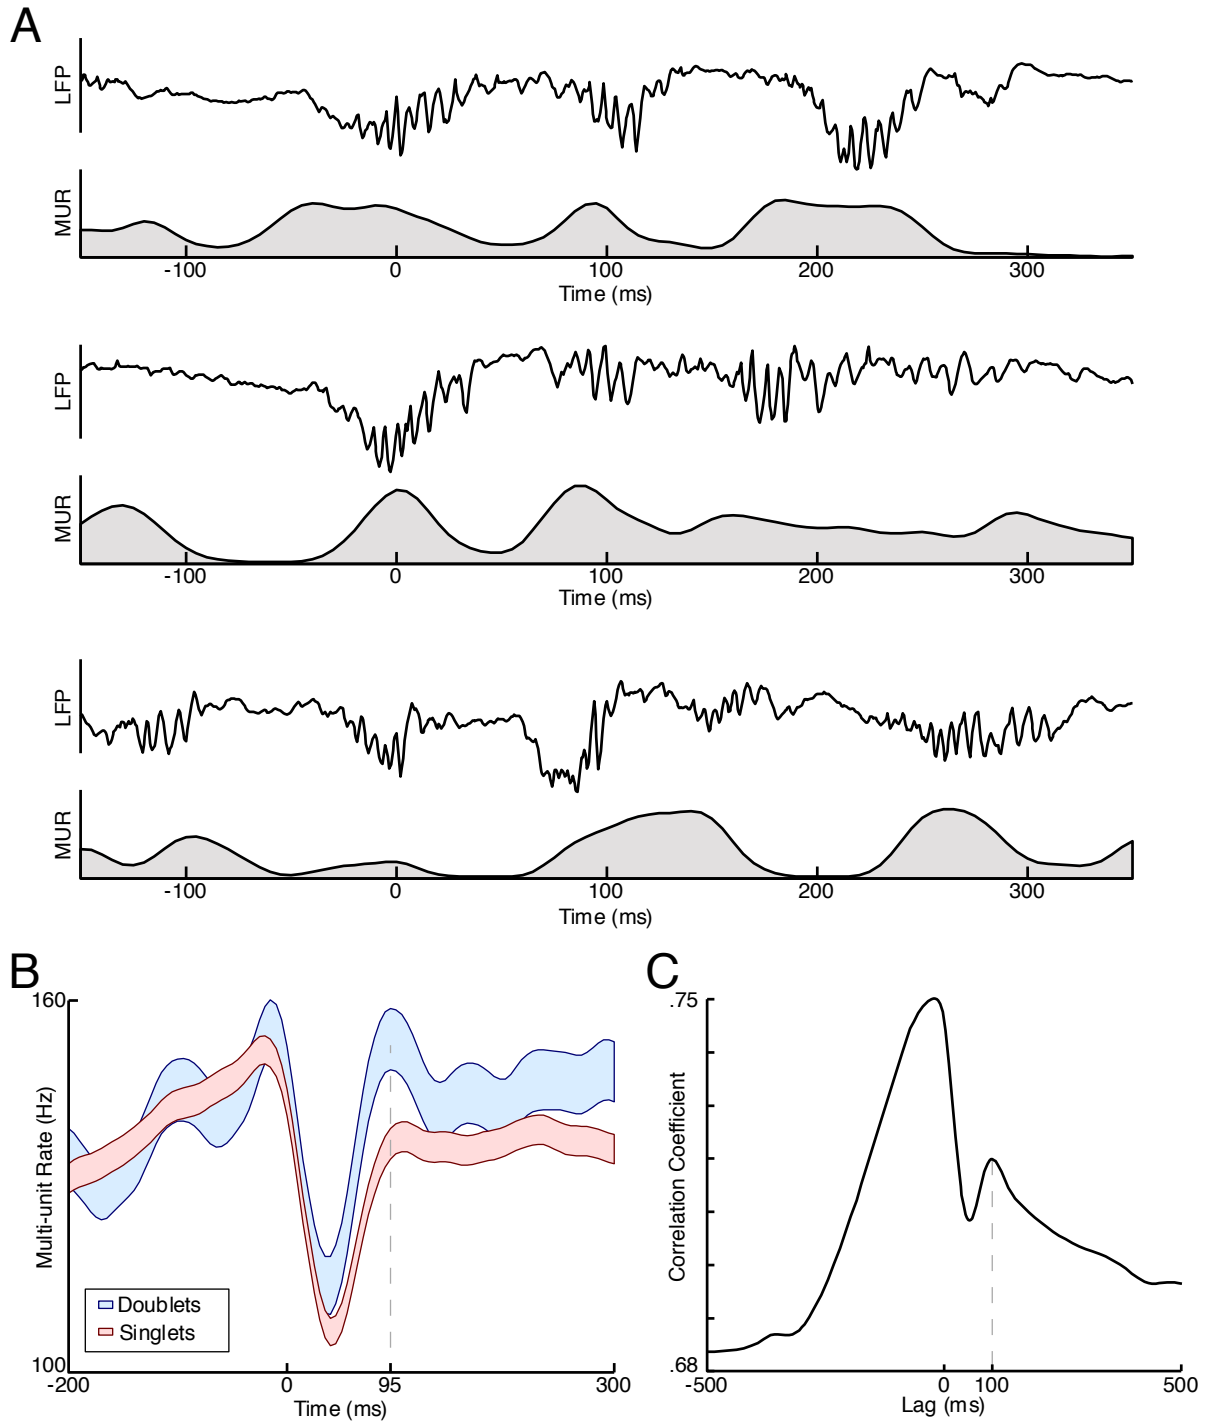 A
LFP
MUR
-100 0 100 200 300
Time (ms)
LFP
MUR
-100 0 100 200 300
Time (ms)
LFP
MUR
-100 0 100 200 300
Time (ms)
B
160
Multi-unit Rate (Hz)
Doublets
Singlets
100
-200 0 95 300
Time (ms)
C
.75
Correlation Coefficient
.68
-500 0 100 500
Lag (ms)